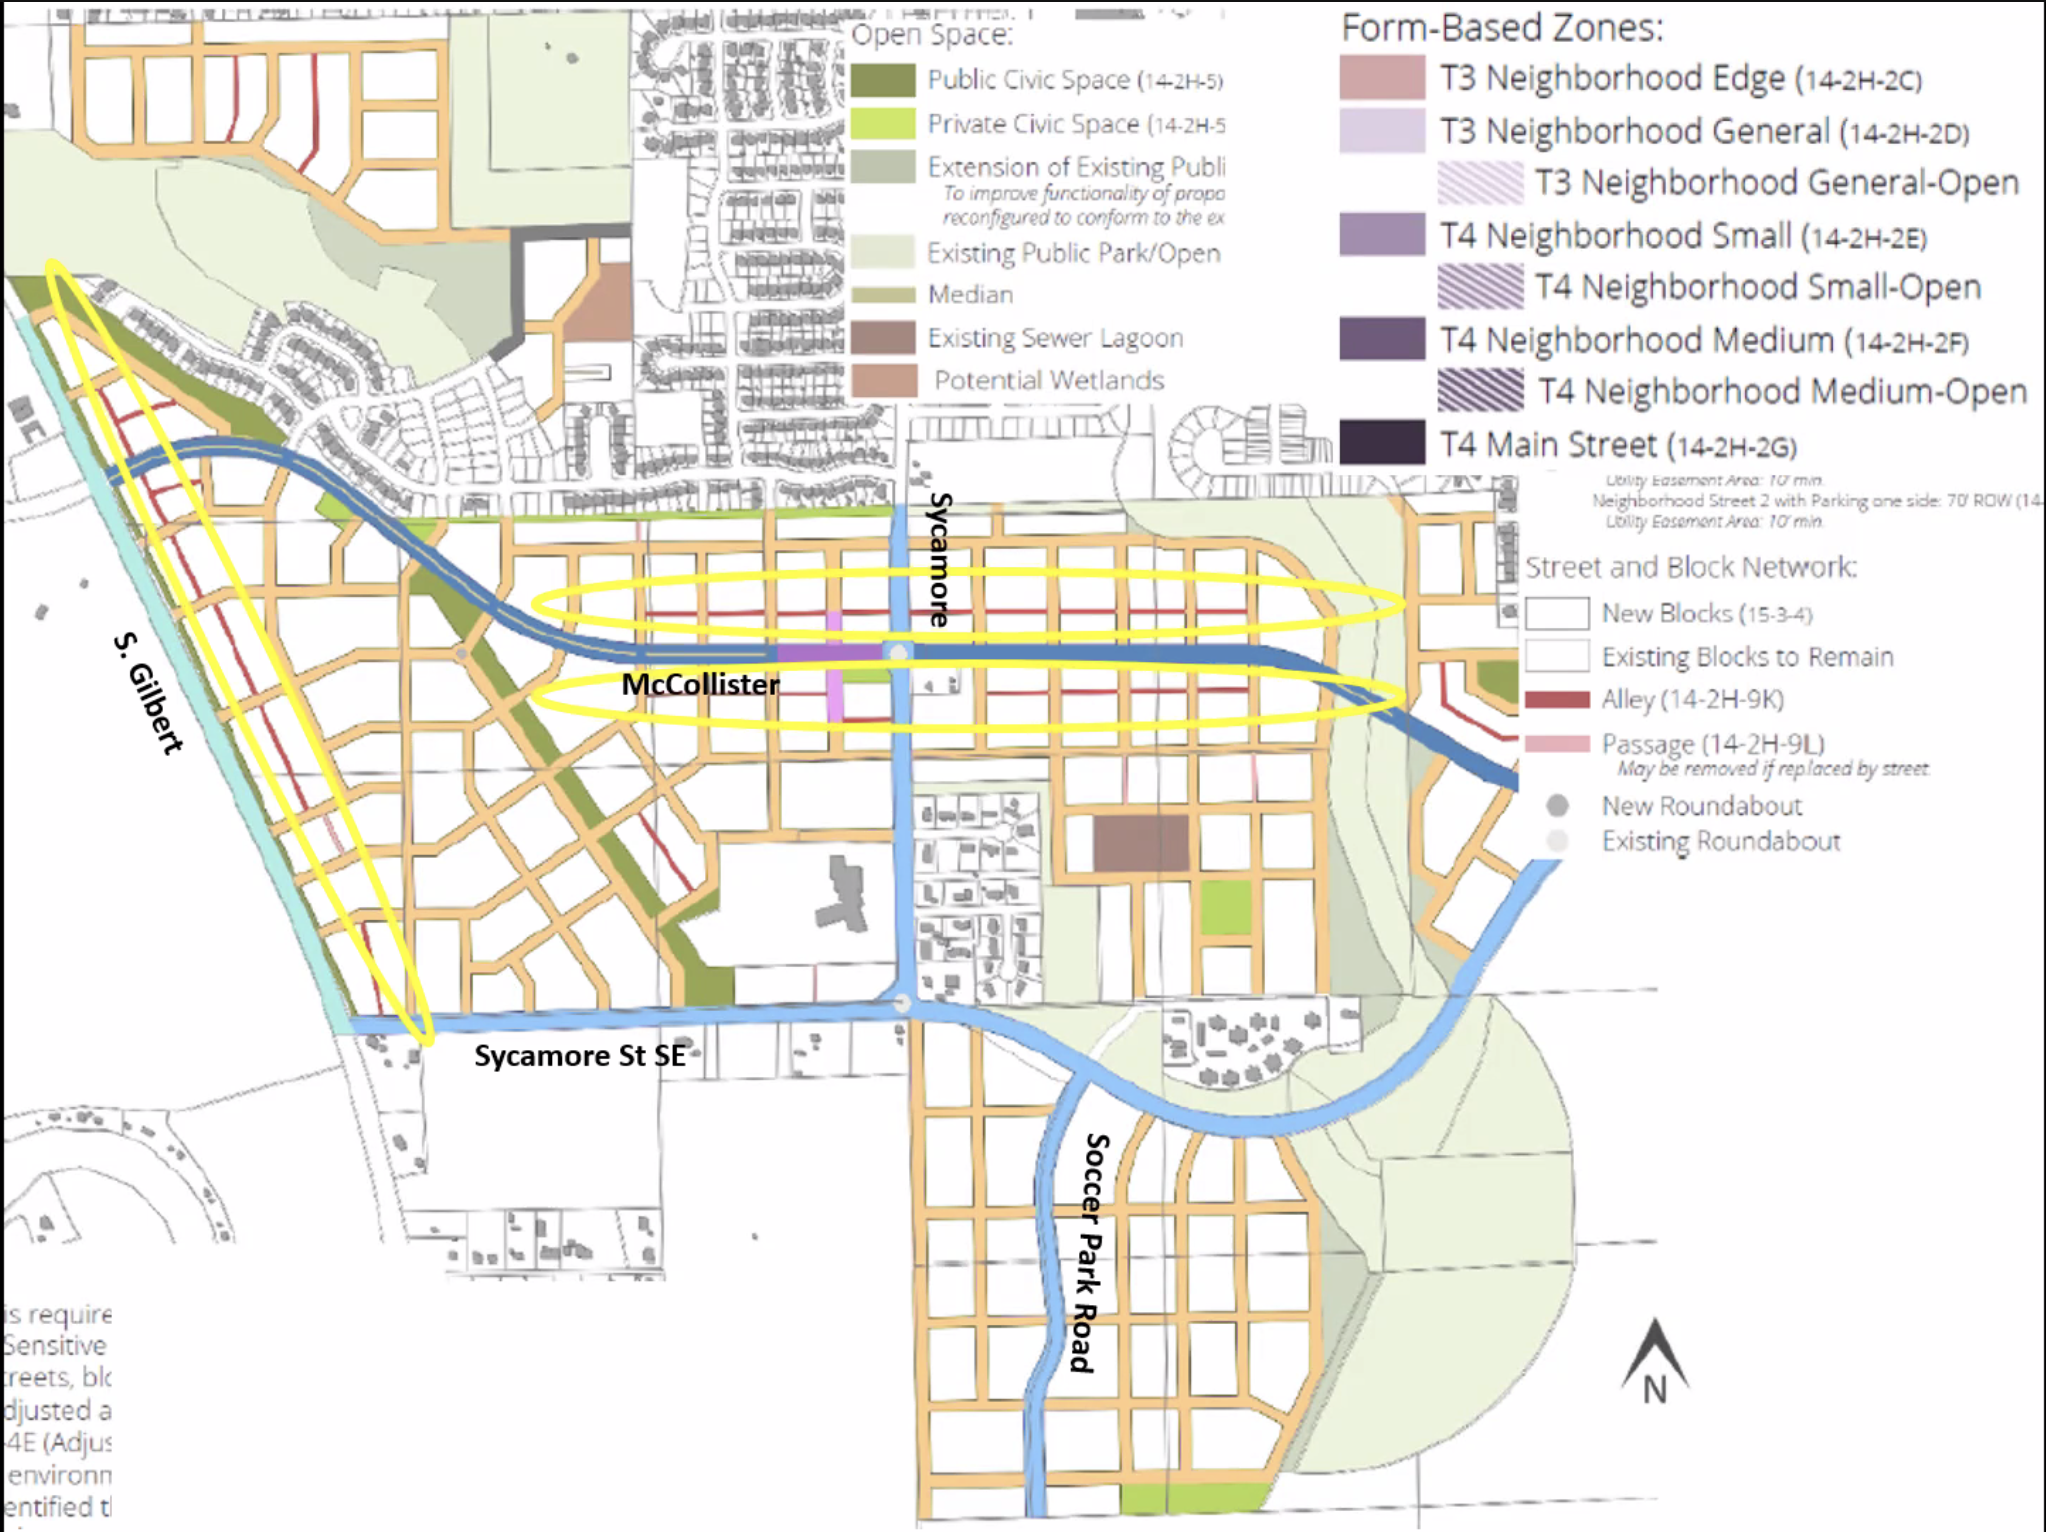 Open Space:
Public Civic Space (14-2H-5)
Private Civic Space (14-2H-5
Extension of Existing Publi
To improve functionality of propo
reconfigured to conform to the ex
Existing Public Park/Open
Median
Existing Sewer Lagoon
Potential Wetlands
Form-Based Zones:
T3 Neighborhood Edge (14-2H-2C)
T3 Neighborhood General (14-2H-2D)
T3 Neighborhood General-Open
T4 Neighborhood Small (14-2H-2E)
T4 Neighborhood Small-Open
T4 Neighborhood Medium (14-2H-2F)
T4 Neighborhood Medium-Open
T4 Main Street (14-2H-2G)
Utility Easement Area: 10' min.
Neighborhood Street 2 with Parking one side: 70' ROW (14-
Utility Easement Area: 10' min.
Street and Block Network:
New Blocks (15-3-4)
Existing Blocks to Remain
Alley (14-2H-9K)
Passage (14-2H-9L)
May be removed if replaced by street.
New Roundabout
Existing Roundabout
Sycamore
McCollister
S. Gilbert
Sycamore St SE
Soccer Park Road
N
is require
Sensitive
treets, blo
djusted a
-4E (Adjus
environm
entified tl